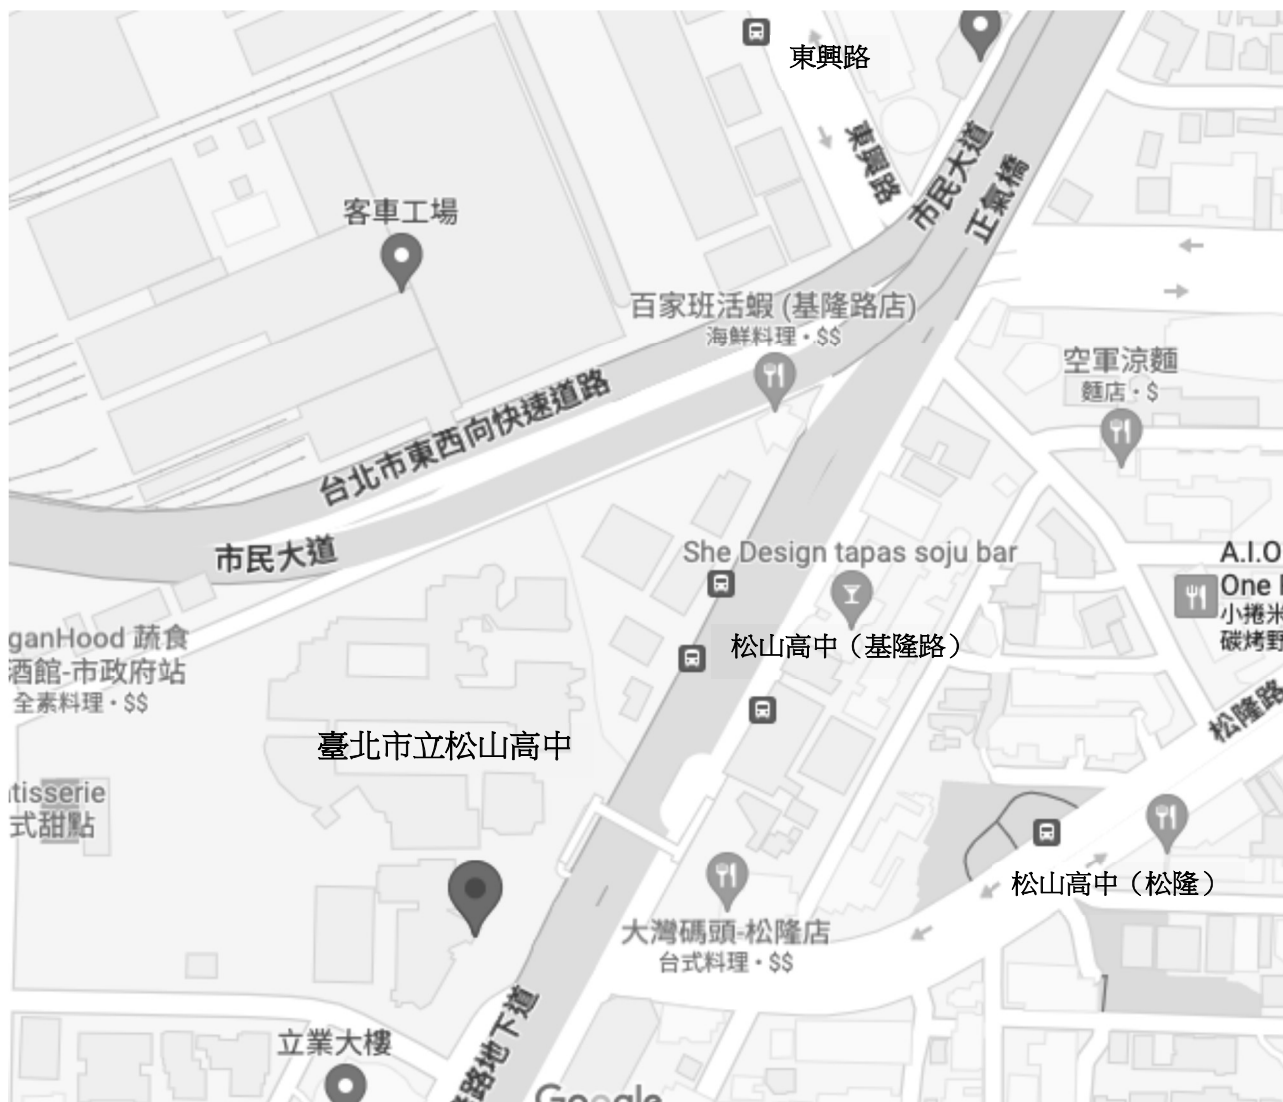 東興路
東興路
市民大道
正氣橋
客車工場
百家班活蝦 (基隆路店)
海鮮料理・$$
空軍涼麵
麵店・$
台北市東西向快速道路
市民大道
She Design tapas soju bar
A.I.O
One
小捲米
碳烤野
ganHood 蔬食
酒館-市政府站
全素料理・$$
松山高中（基隆路）
松隆路
臺北市立松山高中
tisserie
式甜點
松山高中（松隆）
大灣碼頭-松隆店
台式料理・$$
路地下道
立業大樓
Google